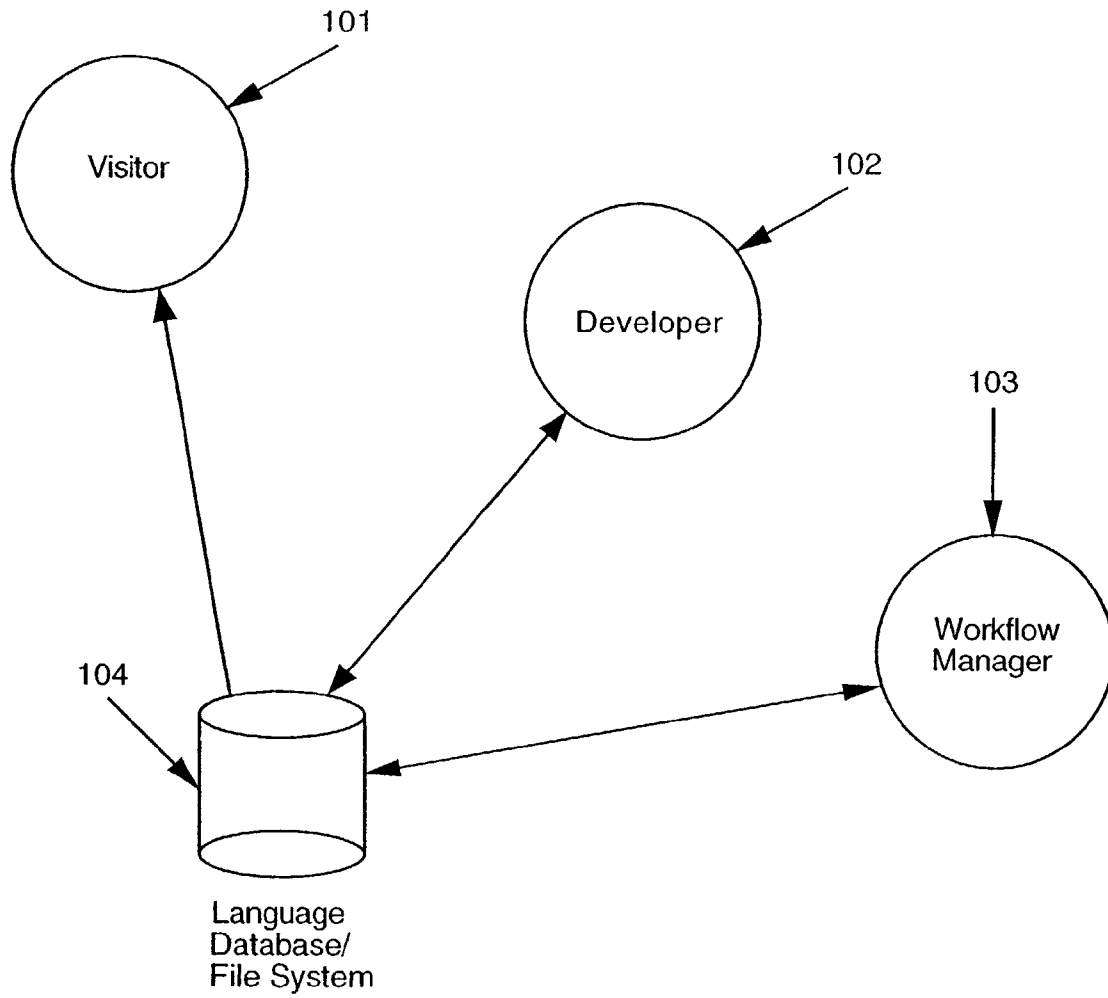 101
Visitor
102
Developer
103
Workflow
Manager
104
Language
Database/
File System